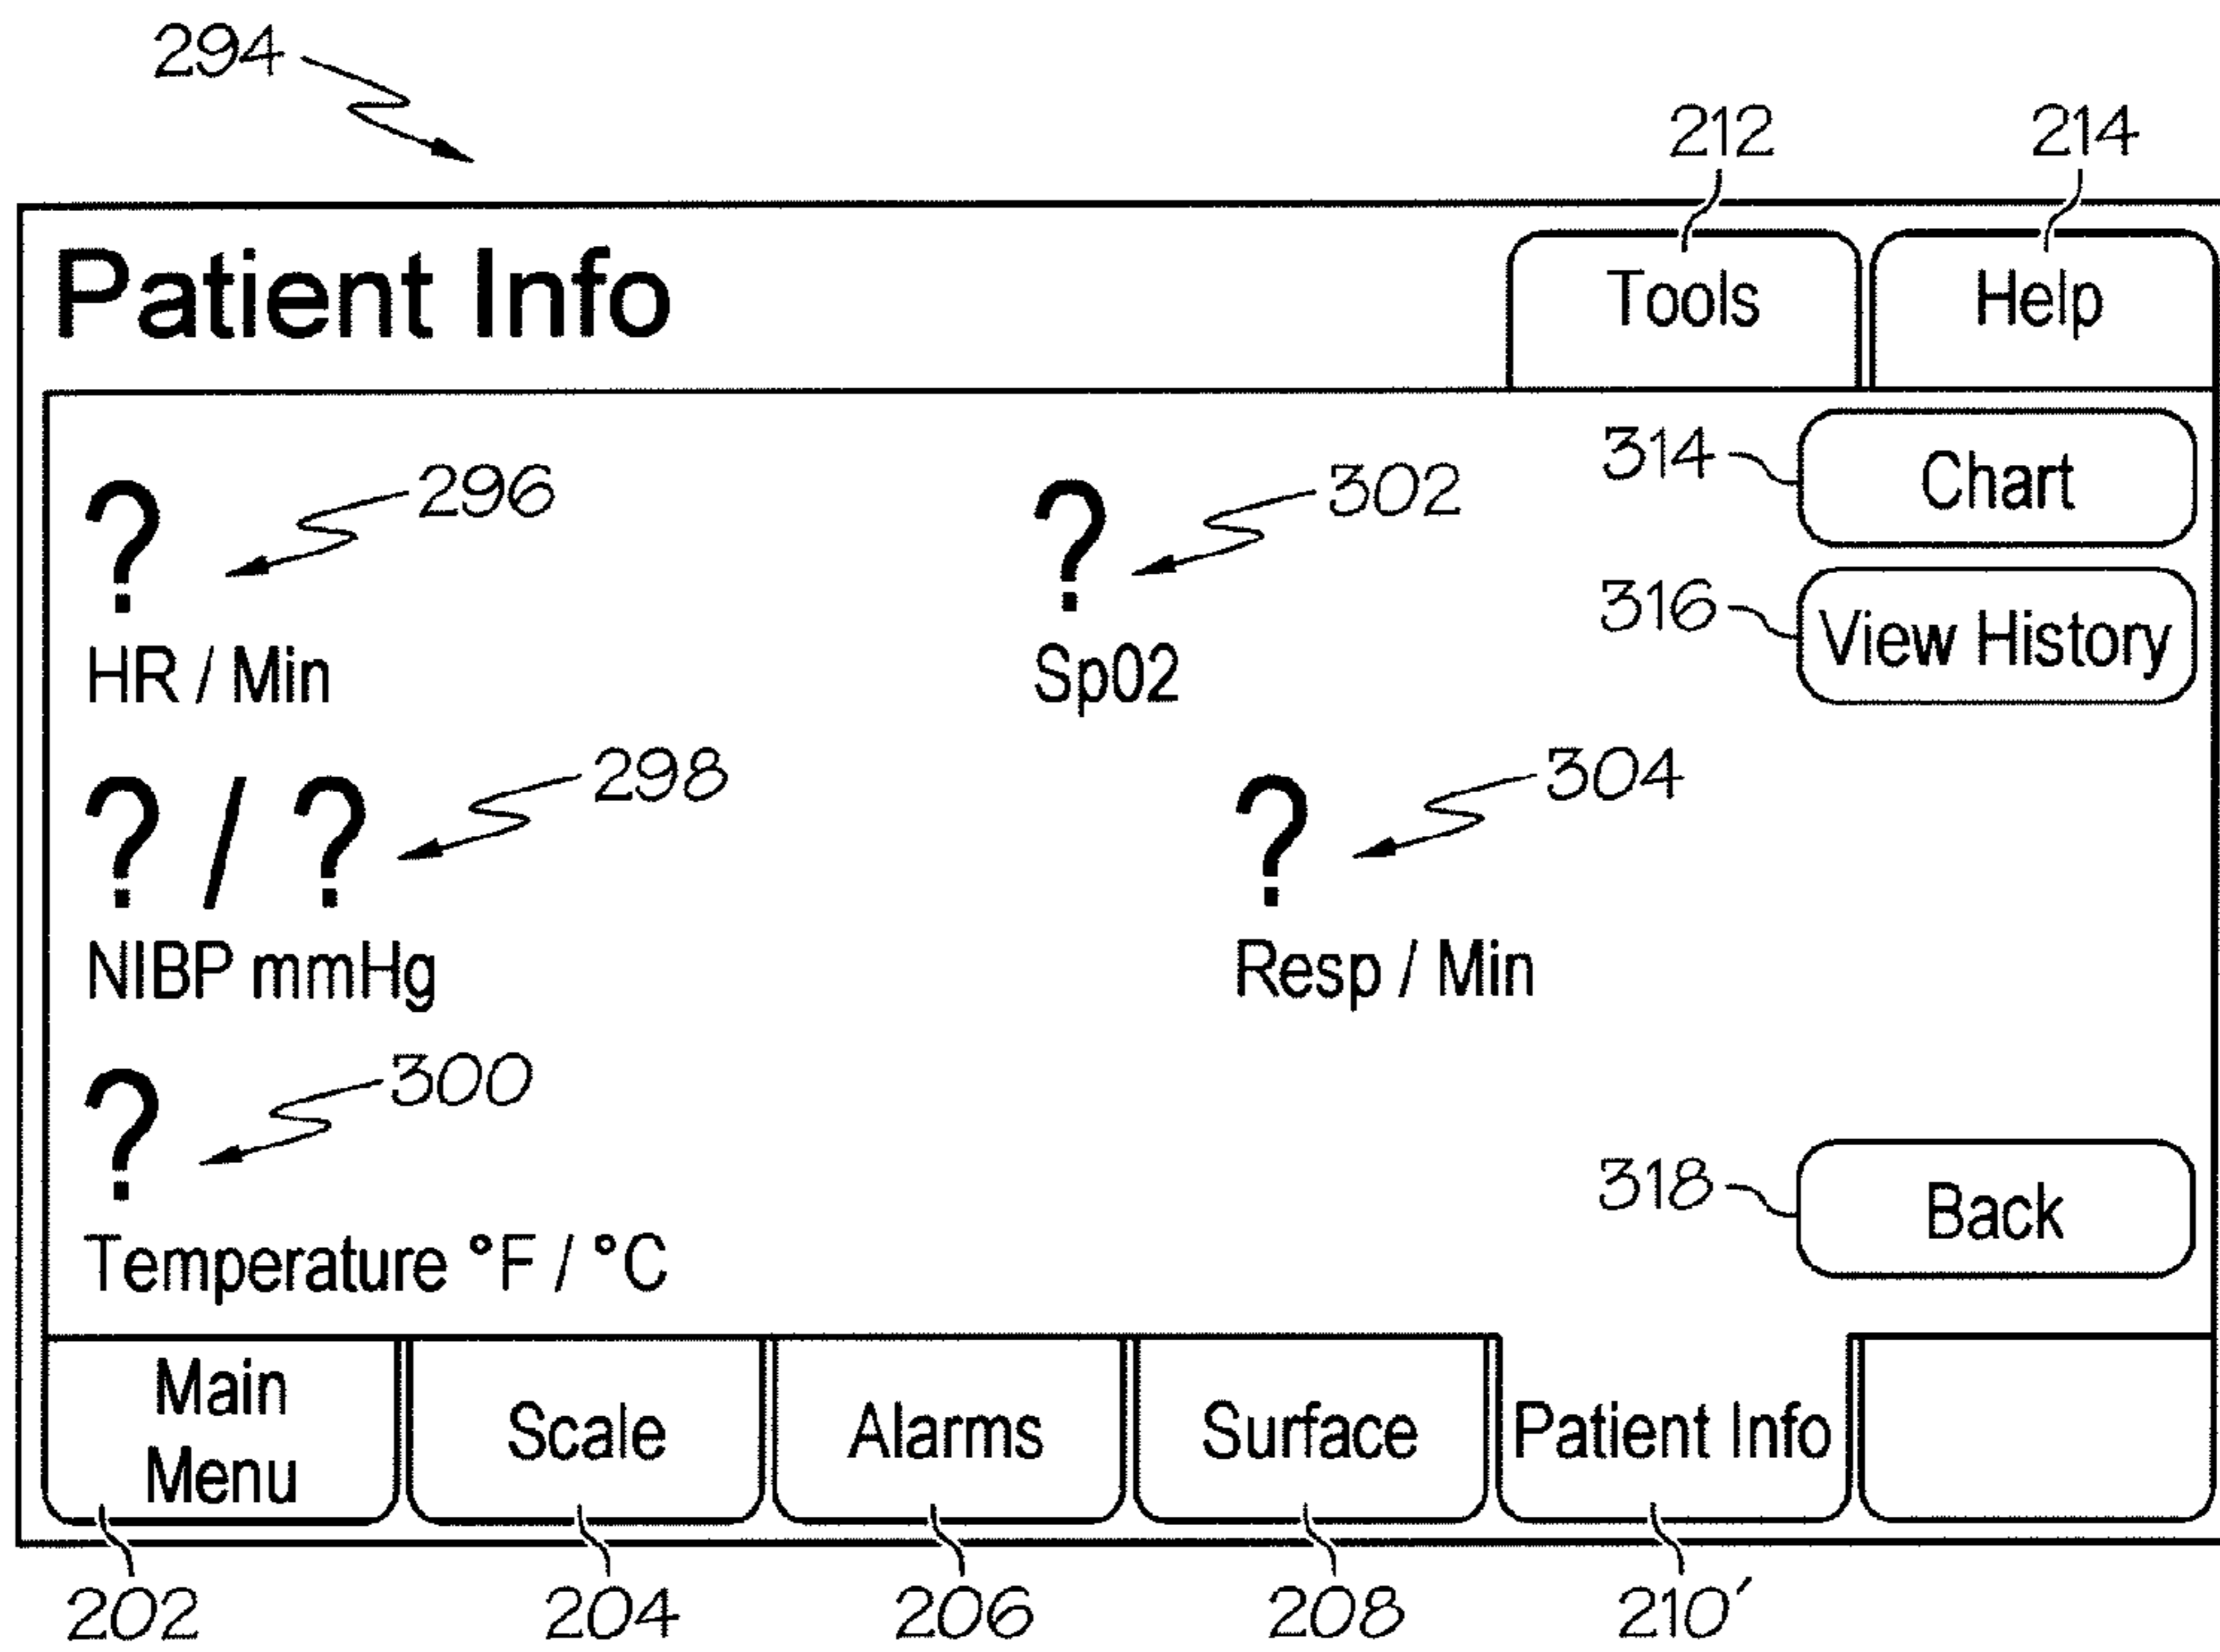 294
212 214
Patient Info
Tools
Help
? 296
HR / Min
? 302
Sp02
314 Chart
316 View History
? / ? 298
NIBP mmHg
? 304
Resp / Min
? 300
Temperature °F / °C
318 Back
Main
Menu
Scale
Alarms
Surface
Patient Info
202 204 206 208 210'